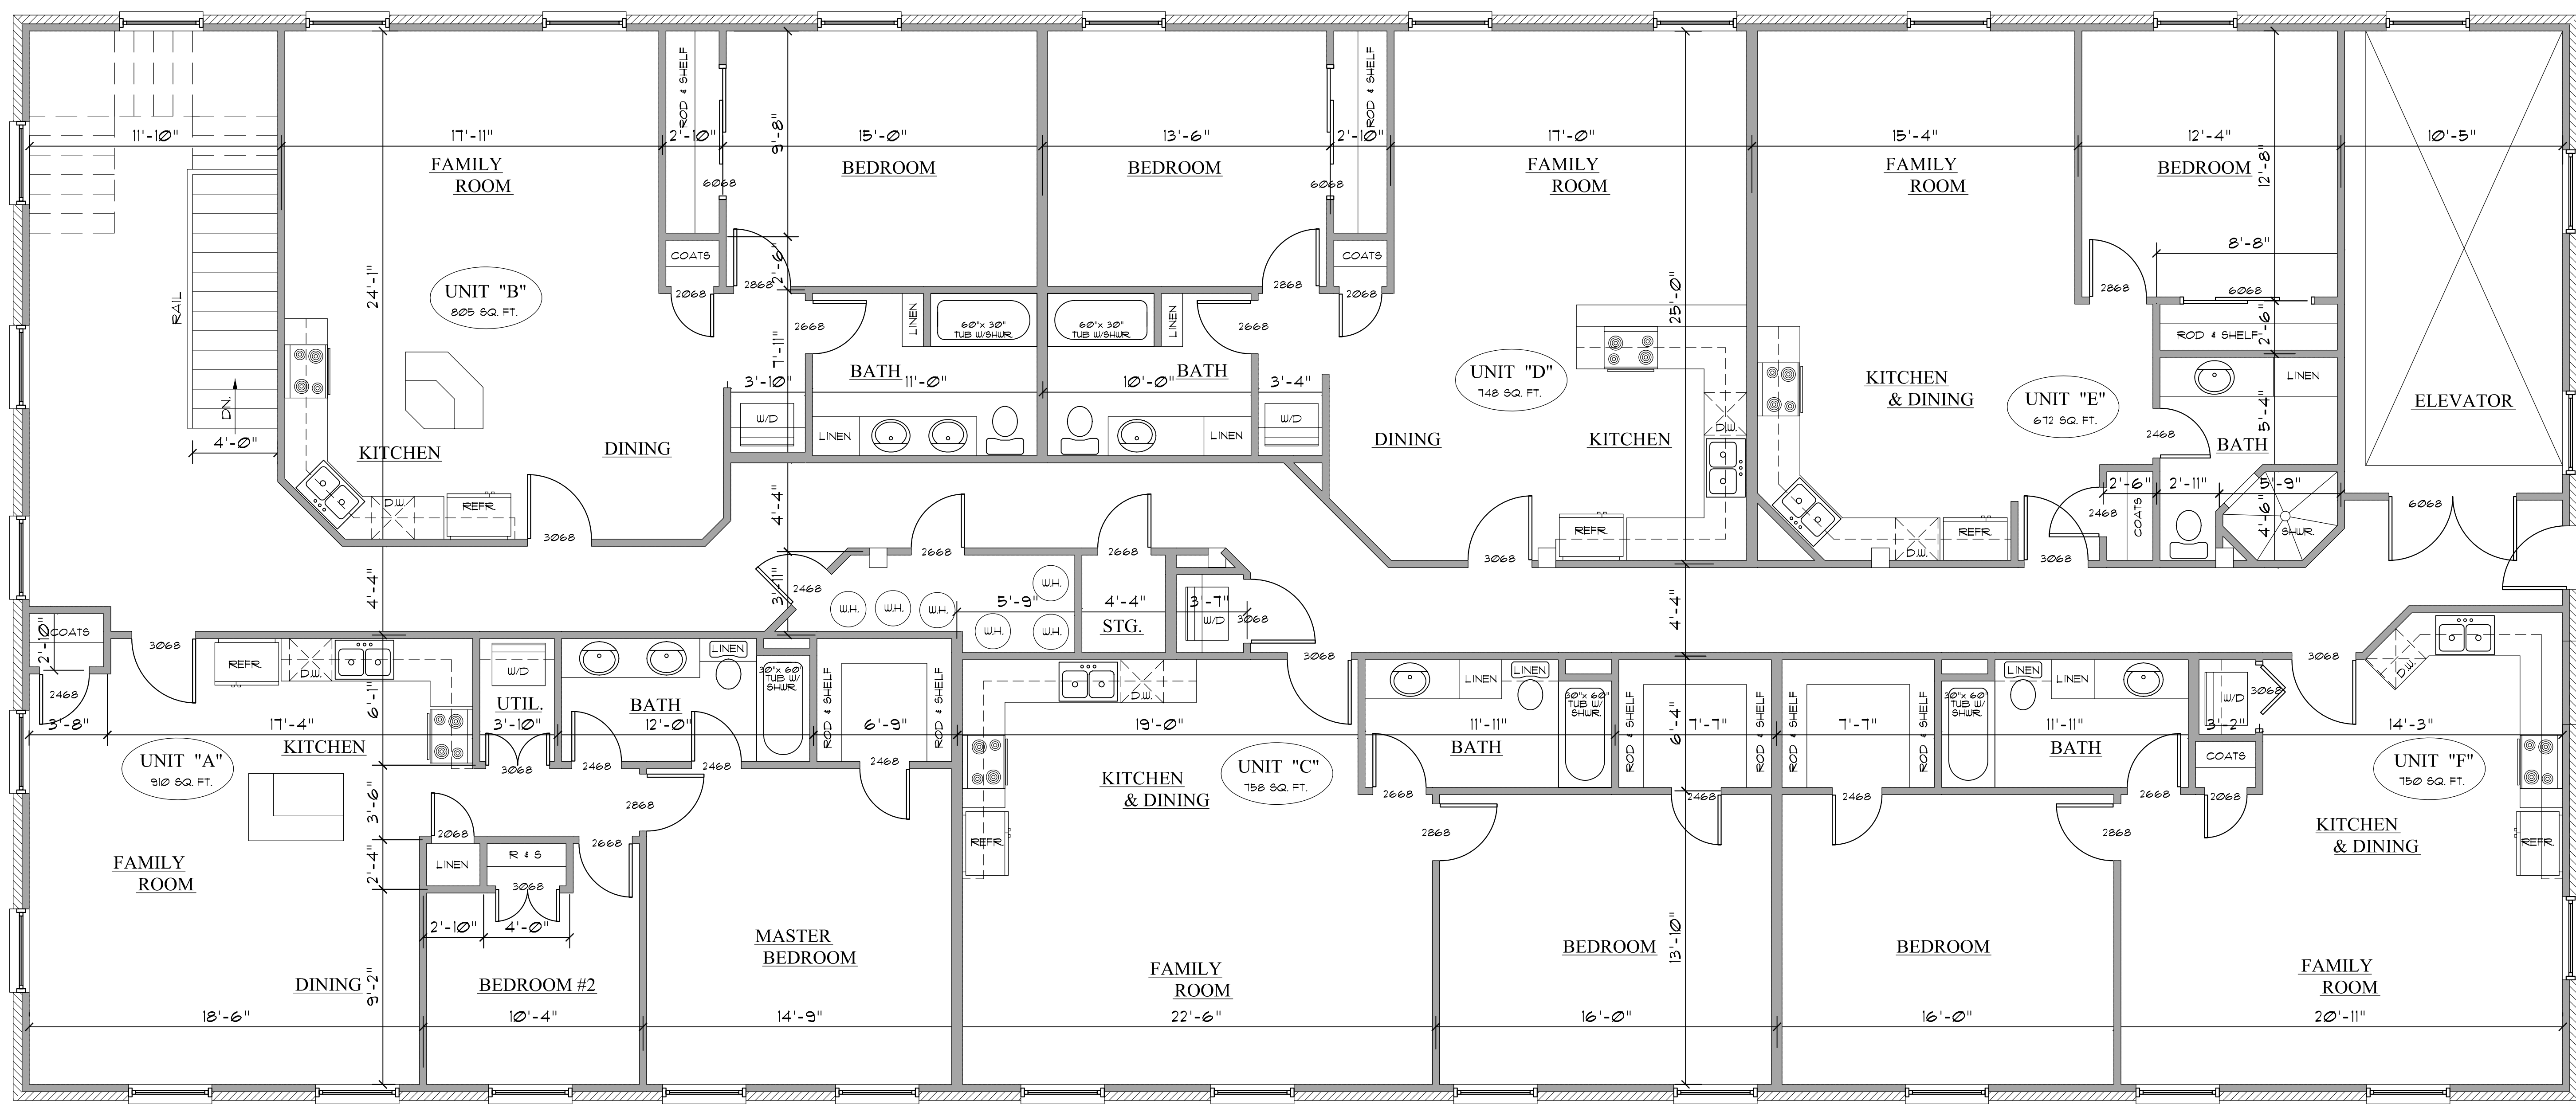 11'-10"
17'-11"
2'-10"
15'-0"
13'-6"
2'-10"
17'-0"
15'-4"
12'-4"
10'-5"
ROD & SHELF
9'-8"
ROD & SHELF
12'-8"
FAMILY
ROOM
BEDROOM
BEDROOM
FAMILY
ROOM
FAMILY
ROOM
BEDROOM
6068
6068
8'-8"
RAIL
24'-1"
UNIT "B"
805 SQ. FT.
COATS
2068
2868
2'-6"
2868
COATS
2068
25'-0"
2868
6068
ROD & SHELF
2'-6"
2668
LINEN
60"x 30"
TUB W/SHWR.
60"x 30"
TUB W/SHWR.
LINEN
2668
7'-11"
3'-10"
BATH
11'-0"
10'-0"
BATH
3'-4"
UNIT "D"
748 SQ. FT.
KITCHEN
& DINING
UNIT "E"
672 SQ. FT.
LINEN
5'-4"
ELEVATOR
DN.
4'-0"
KITCHEN
DINING
W/D
LINEN
LINEN
W/D
DINING
KITCHEN
D.W.
2468
BATH
D.W.
REFR.
3068
4'-4"
2'-6"
2'-11"
5'-9"
6068
2468
COATS
4'-6"
SHWR.
REFR.
3068
D.W.
REFR.
3068
4'-4"
2668
2668
3'-11"
2468
W.H.
W.H.
W.H.
W.H.
W.H.
W.H.
5'-9"
4'-4"
STG.
3'-7"
W/D
3068
4'-4"
COATS
2'-10"
3068
2468
REFR.
D.W.
6'-1"
W/D
UTIL.
3'-10"
3068
BATH
12'-0"
LINEN
30"x 60"
TUB W/
SHWR.
ROD & SHELF
6'-9"
ROD & SHELF
D.W.
3068
LINEN
LINEN
30"x 60"
TUB W/
SHWR.
ROD & SHELF
6'-4"
7'-7"
ROD & SHELF
ROD & SHELF
7'-7"
ROD & SHELF
30"x 60"
TUB W/
SHWR.
LINEN
LINEN
W/D
3068
3'-2"
3068
D.W.
3'-8"
17'-4"
KITCHEN
19'-0"
11'-11"
BATH
11'-11"
BATH
14'-3"
UNIT "A"
910 SQ. FT.
2468
2468
2468
KITCHEN
& DINING
UNIT "C"
758 SQ. FT.
COATS
UNIT "F"
750 SQ. FT.
3'-6"
2068
2868
2668
2668
2468
2468
2668
2068
2868
2868
KITCHEN
& DINING
REFR.
REFR.
FAMILY
ROOM
2'-4"
LINEN
R & S
3068
2'-10"
4'-0"
MASTER
BEDROOM
BEDROOM
13'-10"
BEDROOM
FAMILY
ROOM
FAMILY
ROOM
DINING
9'-2"
BEDROOM #2
18'-6"
10'-4"
14'-9"
22'-6"
16'-0"
16'-0"
20'-11"